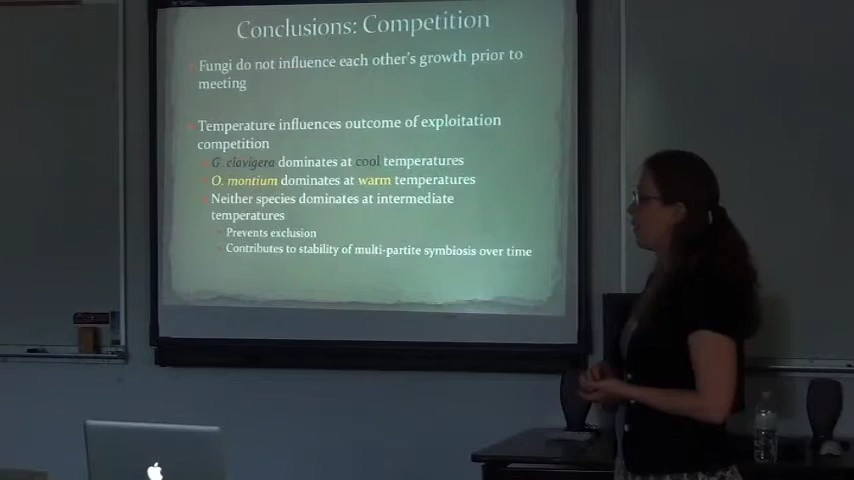 Conclusions: Competition
Fungi do not influence each other's growth prior to
meeting
Temperature influences outcome of exploitation
competition
G. clavigera dominates at cool temperatures
O. montium dominates at warm temperatures
Neither species dominates at intermediate
temperatures
Prevents exclusion
Contributes to stability of multi-partite symbiosis over time